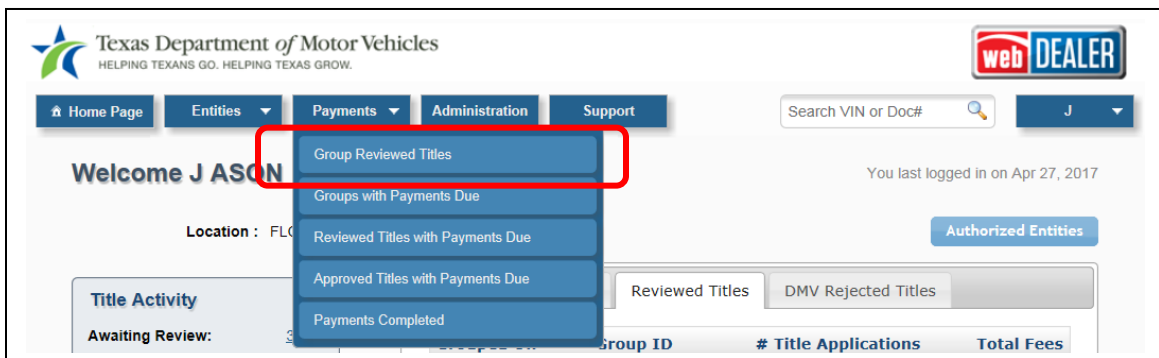 Texas Department of Motor Vehicles
HELPING TEXANS GO. HELPING TEXAS GROW.
web DEALER
Home Page Entities Payments Administration Support Search VIN or Doc# J
Group Reviewed Titles
Welcome J ASON
You last logged in on Apr 27, 2017
Groups with Payments Due
Location :
Reviewed Titles with Payments Due
Authorized Entities
Approved Titles with Payments Due
Title Activity
Reviewed Titles DMV Rejected Titles
Payments Completed
Awaiting Review: 3
Group ID # Title Applications Total Fees